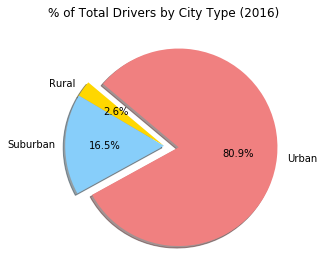 % of Total Drivers by City Type (2016)
Rural
2.6%
Suburban
16.5%
80.9%
Urban